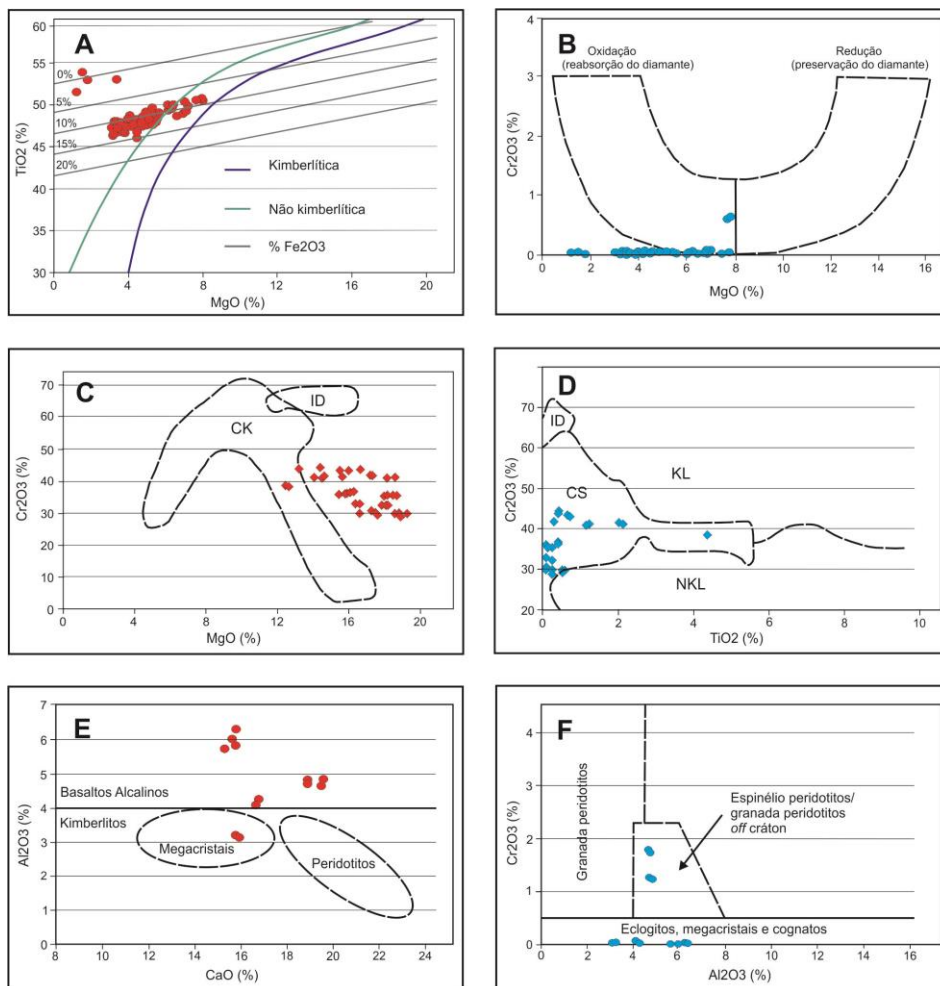 A
TiO2 (%)
60
55
50
45
40
35
30
0%
5%
10%
15%
20%
Kimberlítica
Não kimberlítica
% Fe2O3
0
4
8
12
16
20
MgO (%)
B
Cr2O3 (%)
4
3
2
1
0
Oxidação
(reabsorção do diamante)
Redução
(preservação do diamante)
0
2
4
6
8
10
12
14
16
MgO (%)
C
Cr2O3 (%)
70
60
50
40
30
20
10
0
CK
ID
0
4
8
12
16
20
MgO (%)
D
Cr2O3 (%)
70
60
50
40
30
20
ID
CS
KL
NKL
0
2
4
6
8
10
TiO2 (%)
E
Al2O3 (%)
7
6
5
4
3
2
1
0
Basaltos Alcalinos
Kimberlitos
Megacristais
Peridotitos
8
12
16
20
24
CaO (%)
F
Cr2O3 (%)
4
3
2
1
0
Granada peridotitos
Espinélio peridotitos/
granada peridotitos
off cráton
Eclogitos, megacristais e cognatos
0
2
4
6
8
10
12
14
16
Al2O3 (%)